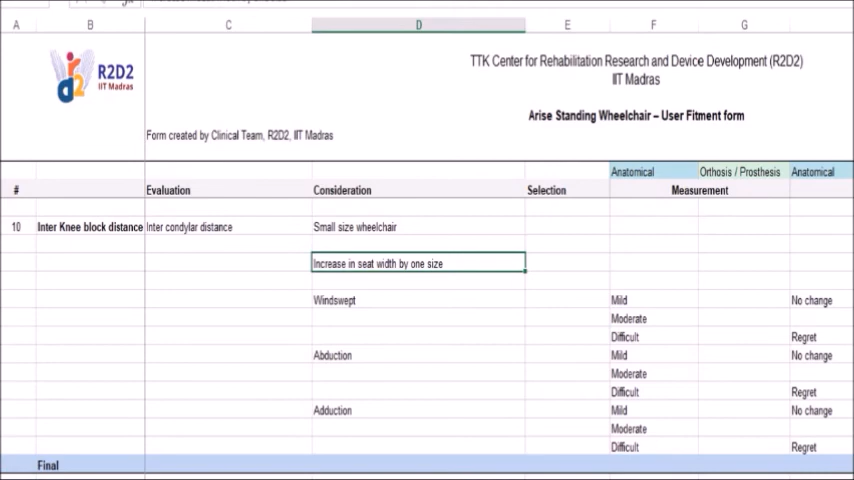 A B C D E F G
R2D2
IIT Madras
TTK Center for Rehabilitation Research and Device Development (R2D2)
IIT Madras
Arise Standing Wheelchair – User Fitment form
Form created by Clinical Team, R2D2, IIT Madras
Anatomical Orthosis / Prosthesis Anatomical
# Evaluation Consideration Selection Measurement
10 Inter Knee block distance Inter condylar distance Small size wheelchair
Increase in seat width by one size
Windswept Mild No change
Moderate
Difficult Regret
Abduction Mild No change
Moderate
Difficult Regret
Adduction Mild No change
Moderate
Difficult Regret
Final